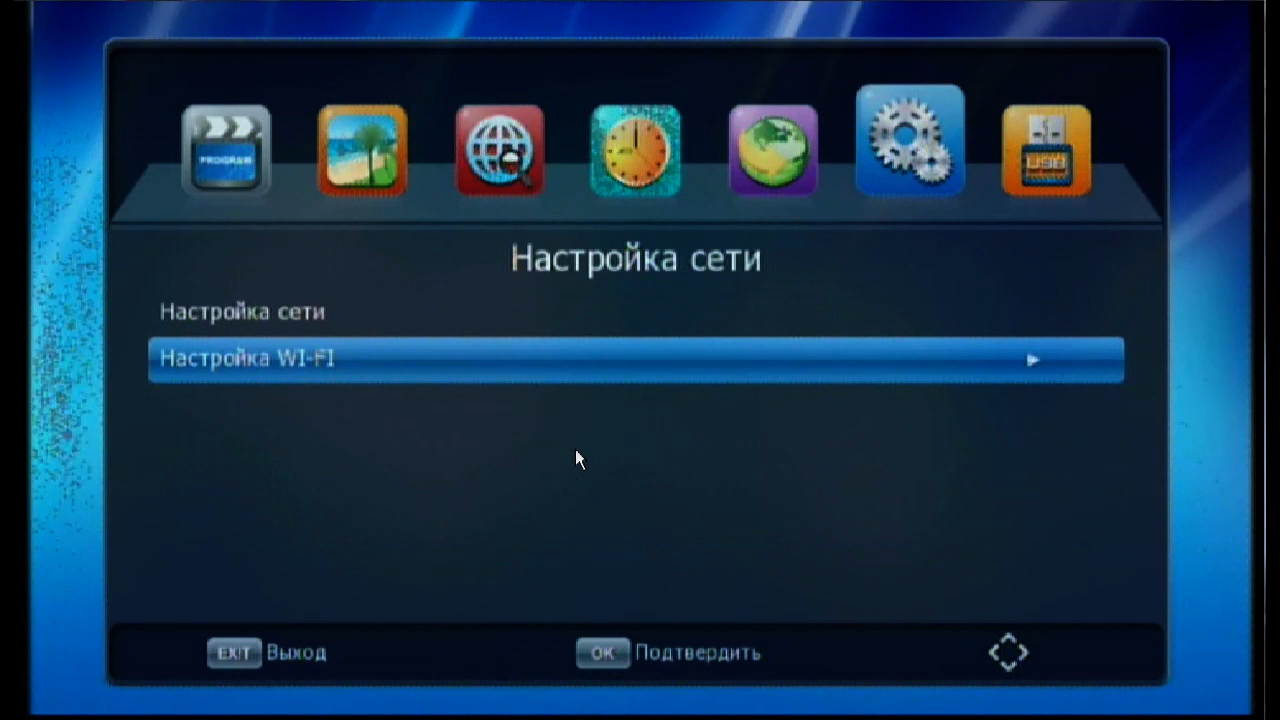 PROGRAM
USB
Настройка сети
Настройка сети
Настройка WI-FI
EXIT Выход
OK Подтвердить